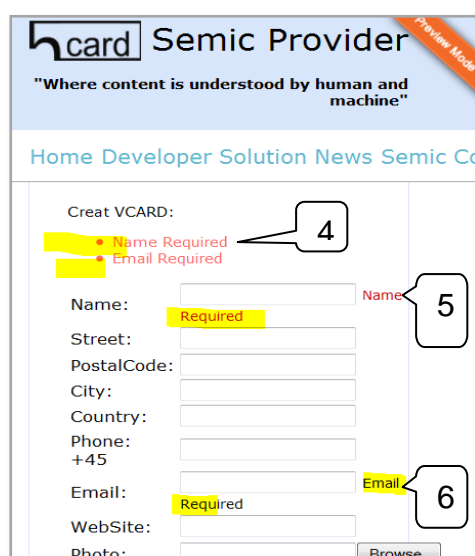 hcard Semic Provider
Preview Mode
"Where content is understood by human and
machine"
Home Developer Solution News Semic Co
Creat VCARD:
• Name Required
• Email Required
4
Name: Name
Required
5
Street:
PostalCode:
City:
Country:
Phone:
+45
Email: Email
Required
6
WebSite:
Photo: Browse